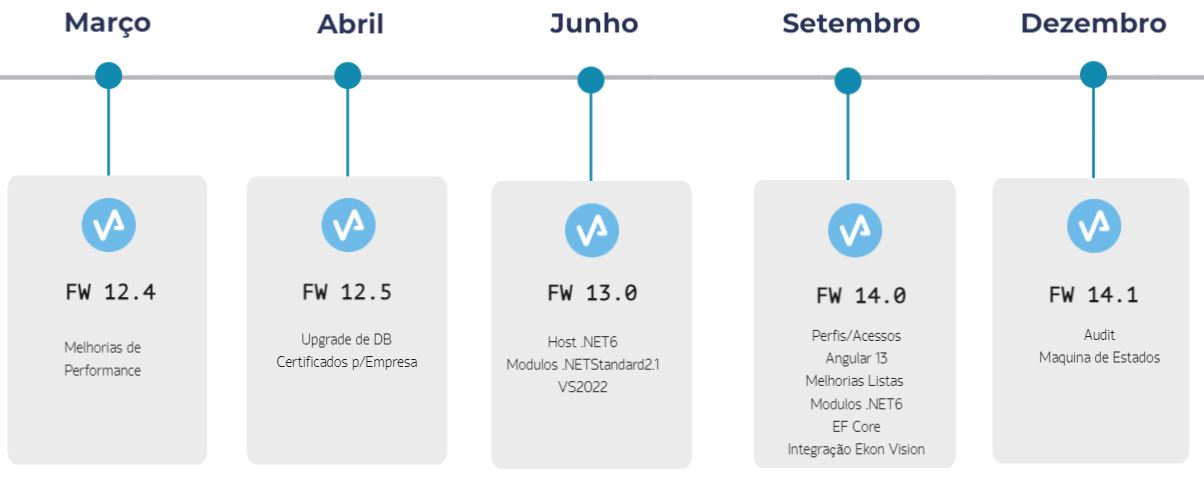 Março
Abril
Junho
Setembro
Dezembro
FW 12.4
Melhorias de
Performance
FW 12.5
Upgrade de DB
Certificados p/Empresa
FW 13.0
Host .NET6
Modulos .NETStandard2.1
VS2022
FW 14.0
Perfis/Acessos
Angular 13
Melhorias Listas
Modulos .NET6
EF Core
Integração Ekon Vision
FW 14.1
Audit
Maquina de Estados